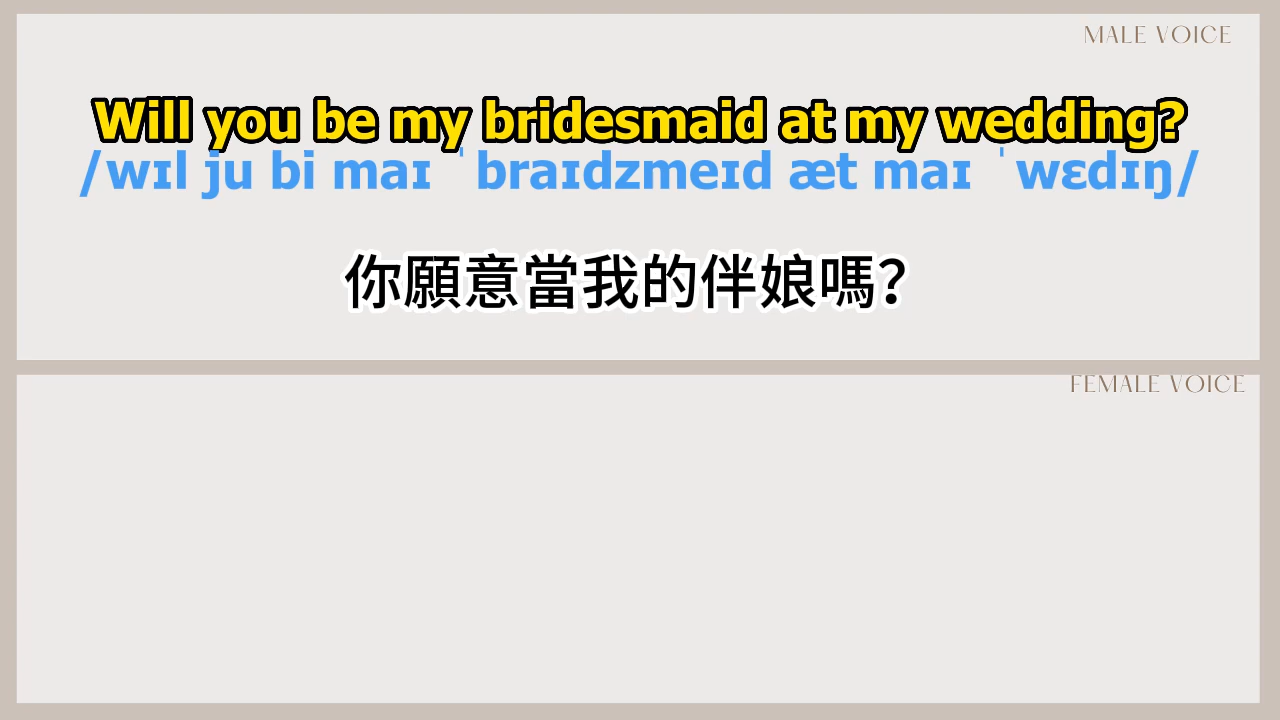 MALE VOICE
Will you be my bridesmaid at my wedding?
/wɪl ju bi maɪ ˈbraɪdzmeɪd æt maɪ ˈwɛdɪŋ/
你願意當我的伴娘嗎?
FEMALE VOICE